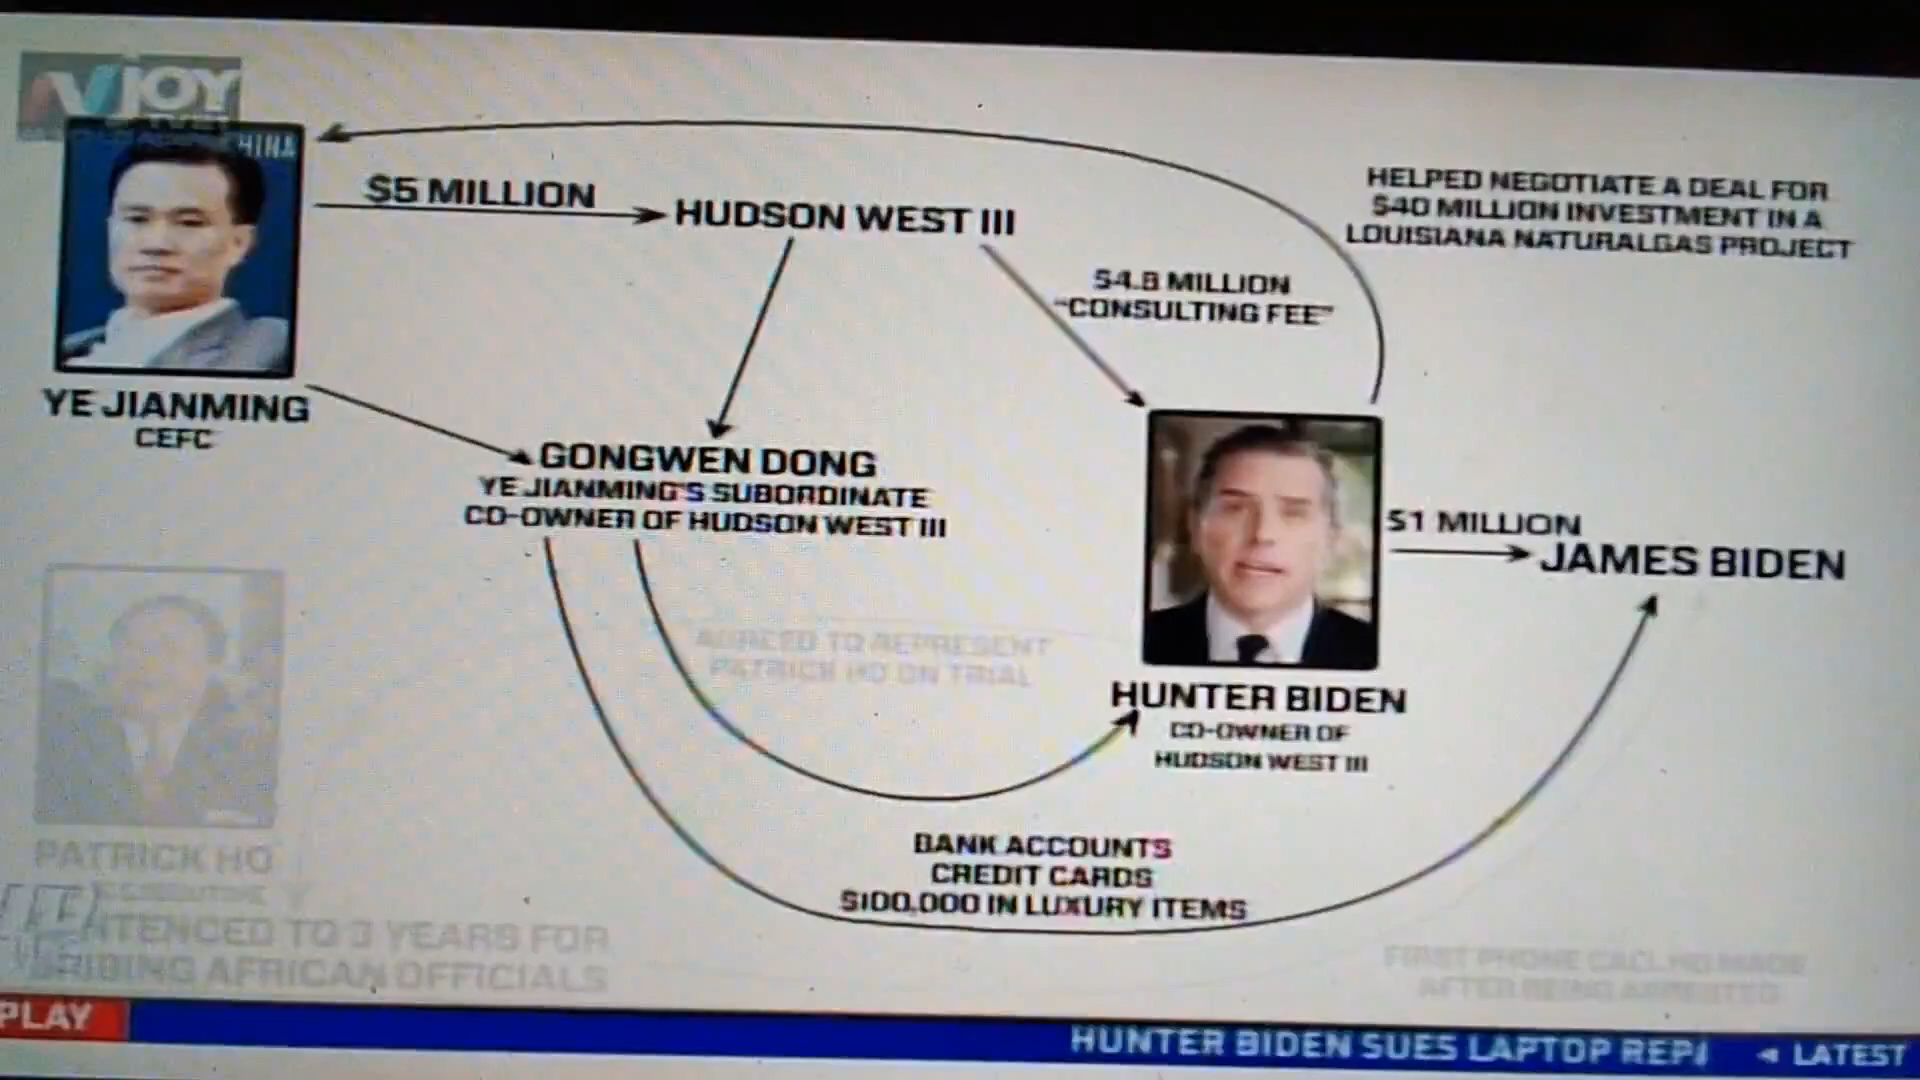 JOY
CHINA
$5 MILLION
HUDSON WEST III
HELPED NEGOTIATE A DEAL FOR
$40 MILLION INVESTMENT IN A
LOUISIANA NATURALGAS PROJECT
$4.8 MILLION
"CONSULTING FEE"
YE JIANMING
CEFC
GONGWEN DONG
YE JIANMING'S SUBORDINATE
CO-OWNER OF HUDSON WEST III
$1 MILLION
JAMES BIDEN
AGREED TO REPRESENT
PATRICK HO ON TRIAL
HUNTER BIDEN
CO-OWNER OF
HUDSON WEST III
BANK ACCOUNTS
CREDIT CARDS
$100,000 IN LUXURY ITEMS
PATRICK HO
EXECUTIVE
SENTENCED TO 3 YEARS FOR
BRIBING AFRICAN OFFICIALS
FIRST PHONE CALL HO MADE
AFTER BEING ARRESTED
PLAY
HUNTER BIDEN SUES LAPTOP REPA
LATEST